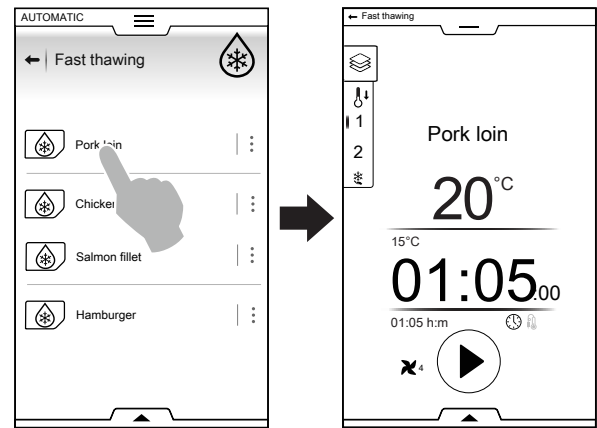 AUTOMATIC
← Fast thawing
Pork loin
Chicken
Salmon fillet
Hamburger
← Fast thawing
1
2
Pork loin
20°C
15°C
01:05:00
01:05 h:m
4